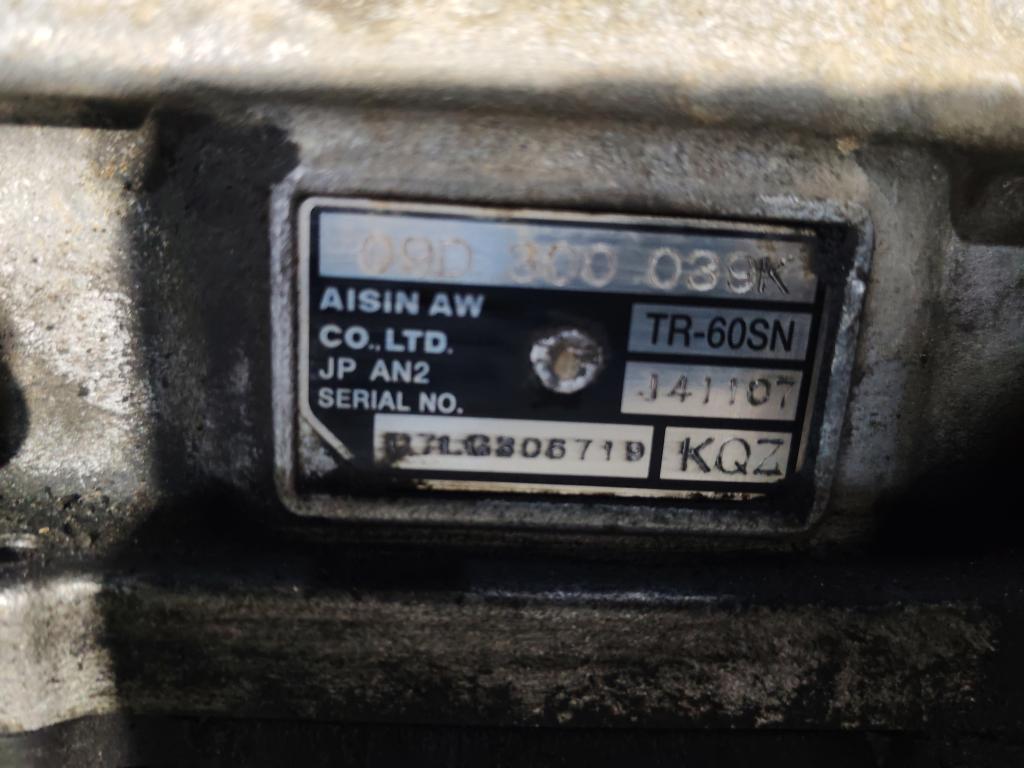 09D 300 039K
AISIN AW
CO.,LTD.
TR-60SN
JP AN2
J41107
SERIAL NO.
KQZ